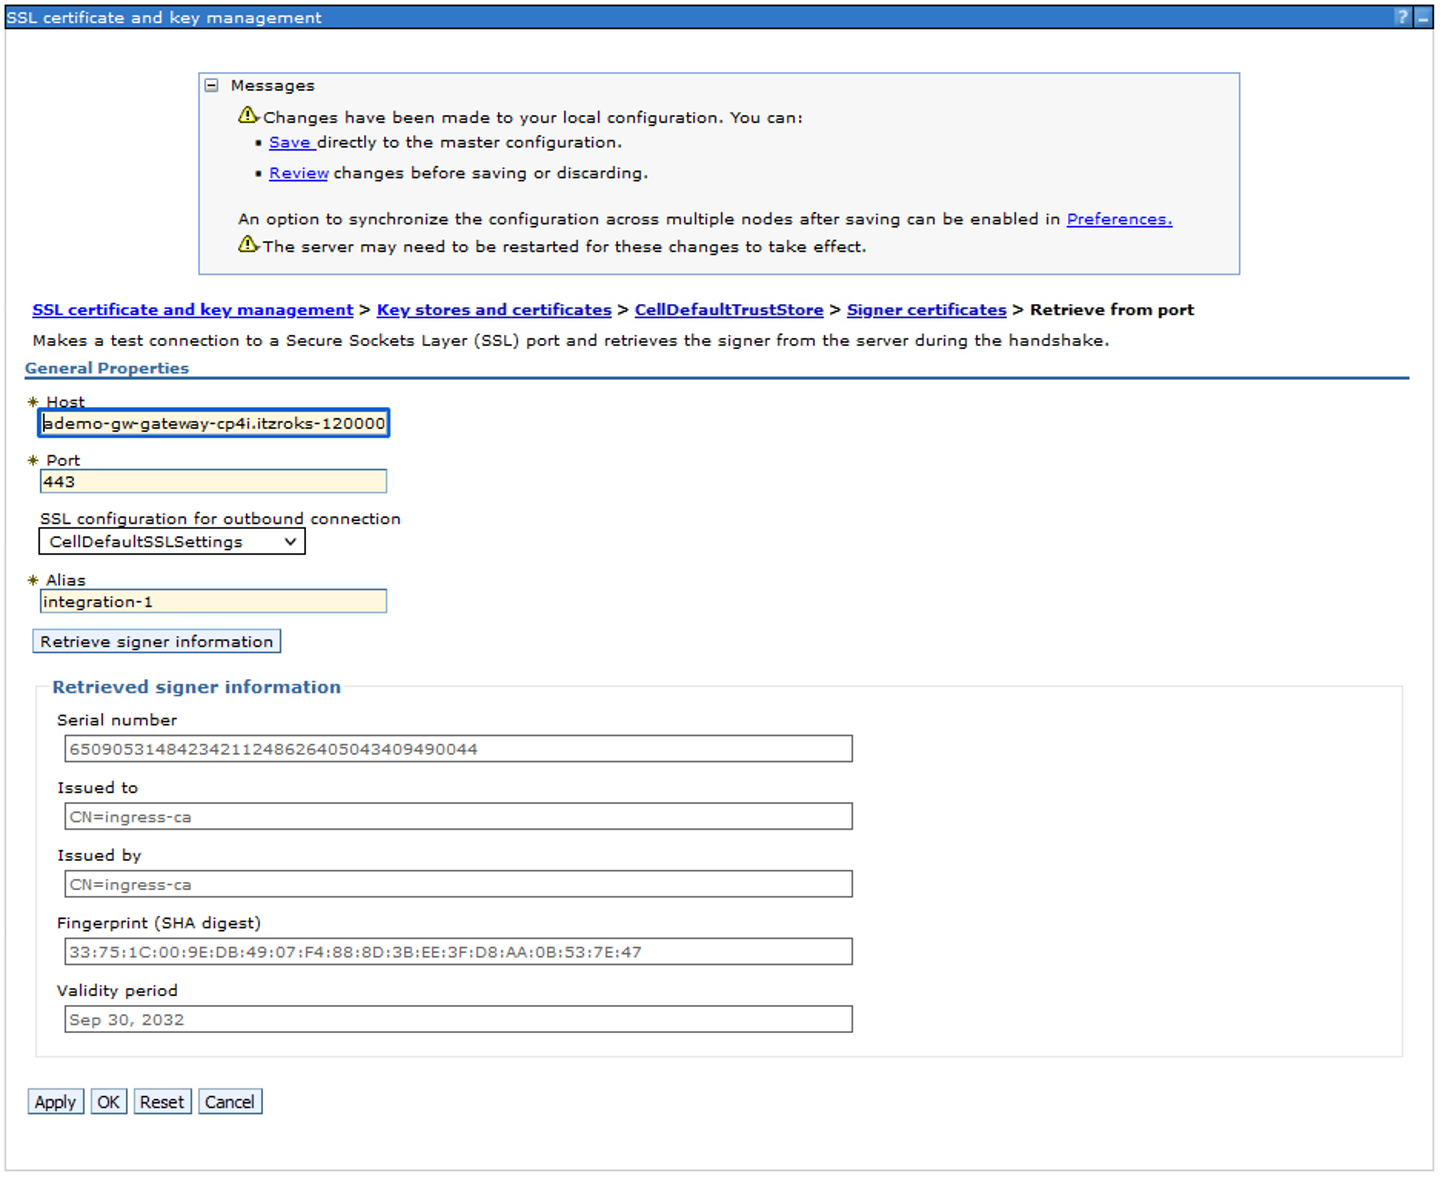 SSL certificate and key management
? _
Messages
Changes have been made to your local configuration. You can:
▪ Save directly to the master configuration.
▪ Review changes before saving or discarding.
An option to synchronize the configuration across multiple nodes after saving can be enabled in Preferences.
The server may need to be restarted for these changes to take effect.
SSL certificate and key management > Key stores and certificates > CellDefaultTrustStore > Signer certificates > Retrieve from port
Makes a test connection to a Secure Sockets Layer (SSL) port and retrieves the signer from the server during the handshake.
General Properties
* Host
ademo-gw-gateway-cp4i.itzroks-120000
* Port
443
SSL configuration for outbound connection
CellDefaultSSLSettings
* Alias
integration-1
Retrieve signer information
Retrieved signer information
Serial number
65090531484234211248626405043409490044
Issued to
CN=ingress-ca
Issued by
CN=ingress-ca
Fingerprint (SHA digest)
33:75:1C:00:9E:DB:49:07:F4:88:8D:3B:EE:3F:D8:AA:0B:53:7E:47
Validity period
Sep 30, 2032
Apply OK Reset Cancel